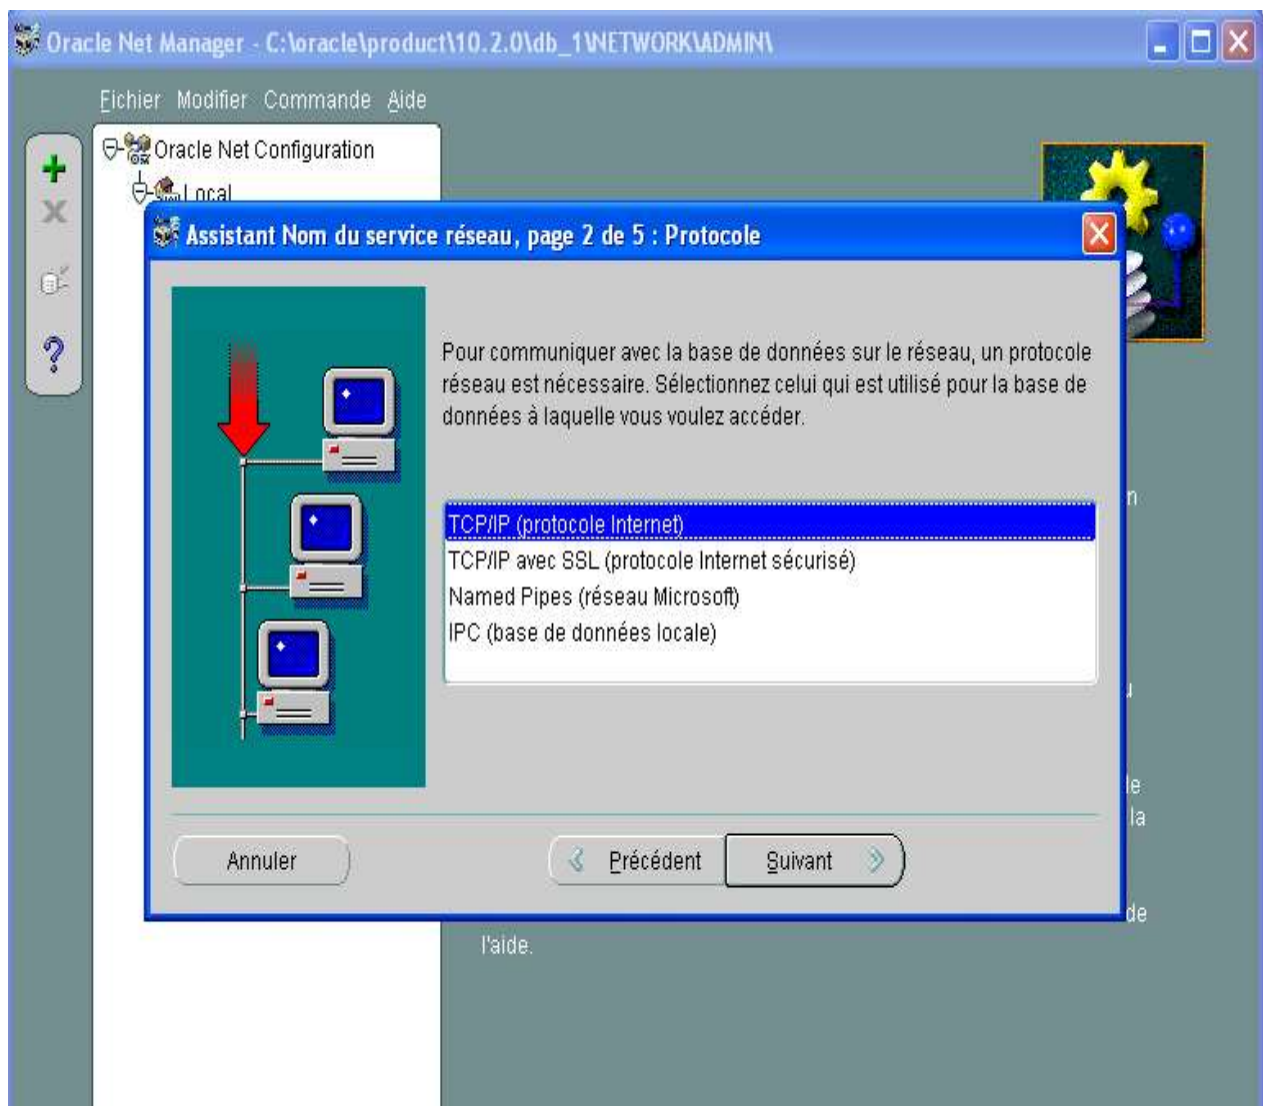 Oracle Net Manager - C:\oracle\product\10.2.0\db_1\NETWORK\ADMIN\
Fichier Modifier Commande Aide
Oracle Net Configuration
Local
Assistant Nom du service réseau, page 2 de 5 : Protocole
Pour communiquer avec la base de données sur le réseau, un protocole
réseau est nécessaire. Sélectionnez celui qui est utilisé pour la base de
données à laquelle vous voulez accéder.
TCP/IP (protocole Internet)
TCP/IP avec SSL (protocole Internet sécurisé)
Named Pipes (réseau Microsoft)
IPC (base de données locale)
la
Annuler
Précédent
Suivant
de
l'aide.